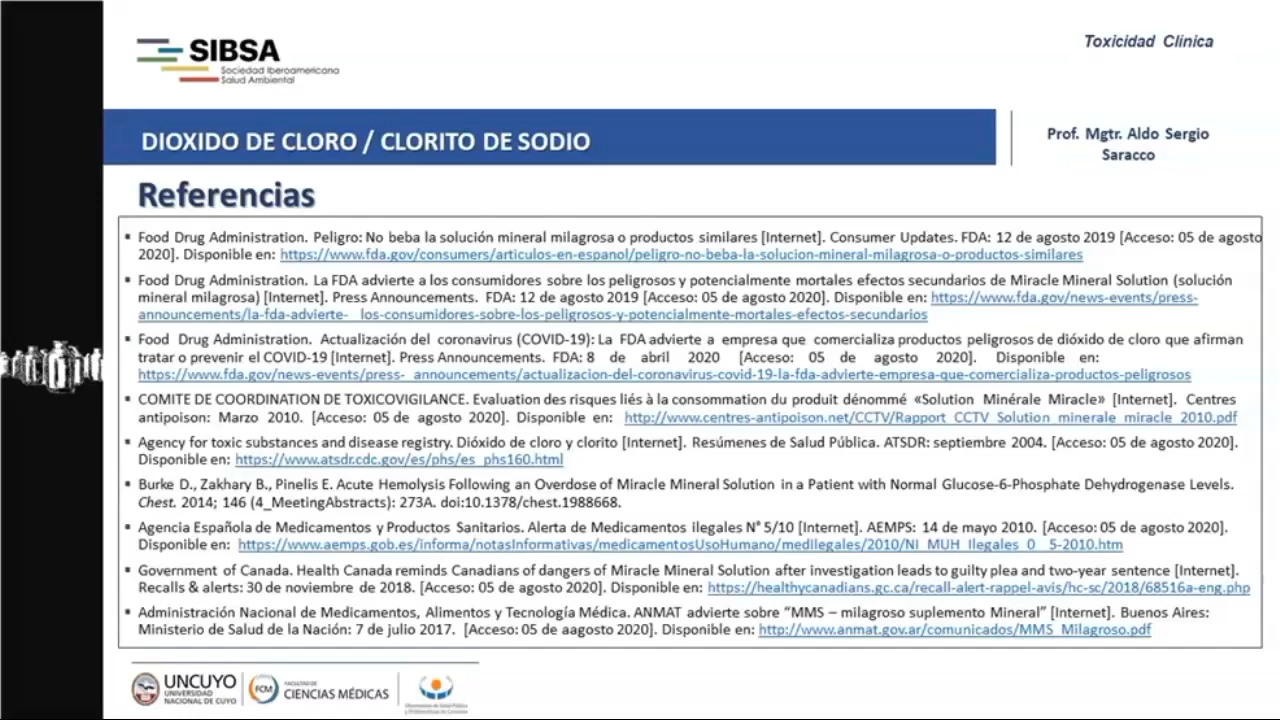 SIBSA
Sociedad Iberoamericana
Salud Ambiental
Toxicidad Clínica
DIOXIDO DE CLORO / CLORITO DE SODIO
Prof. Mgtr. Aldo Sergio
Saracco
Referencias
▪ Food Drug Administration. Peligro: No beba la solución mineral milagrosa o productos similares [Internet]. Consumer Updates. FDA: 12 de agosto 2019 [Acceso: 05 de agosto
2020]. Disponible en: https://www.fda.gov/consumers/articulos-en-espanol/peligro-no-beba-la-solucion-mineral-milagrosa-o-productos-similares
▪ Food Drug Administration. La FDA advierte a los consumidores sobre los peligrosos y potencialmente mortales efectos secundarios de Miracle Mineral Solution (solución
mineral milagrosa) [Internet]. Press Announcements. FDA: 12 de agosto 2019 [Acceso: 05 de agosto 2020]. Disponible en: https://www.fda.gov/news-events/press-
announcements/la-fda-advierte- los-consumidores-sobre-los-peligrosos-y-potencialmente-mortales-efectos-secundarios
▪ Food Drug Administration. Actualización del coronavirus (COVID-19): La FDA advierte a empresa que comercializa productos peligrosos de dióxido de cloro que afirman
tratar o prevenir el COVID-19 [Internet]. Press Announcements. FDA: 8 de abril 2020 [Acceso: 05 de agosto 2020]. Disponible en:
https://www.fda.gov/news-events/press- announcements/actualizacion-del-coronavirus-covid-19-la-fda-advierte-empresa-que-comercializa-productos-peligrosos
▪ COMITE DE COORDINATION DE TOXICOVIGILANCE. Evaluation des risques liés à la consommation du produit dénommé «Solution Minérale Miracle» [Internet]. Centres
antipoison: Marzo 2010. [Acceso: 05 de agosto 2020]. Disponible en: http://www.centres-antipoison.net/CCTV/Rapport_CCTV_Solution_minerale_miracle_2010.pdf
▪ Agency for toxic substances and disease registry. Dióxido de cloro y clorito [Internet]. Resúmenes de Salud Pública. ATSDR: septiembre 2004. [Acceso: 05 de agosto 2020].
Disponible en: https://www.atsdr.cdc.gov/es/phs/es_phs160.html
▪ Burke D., Zakhary B., Pinelis E. Acute Hemolysis Following an Overdose of Miracle Mineral Solution in a Patient with Normal Glucose-6-Phosphate Dehydrogenase Levels.
Chest. 2014; 146 (4_MeetingAbstracts): 273A. doi:10.1378/chest.1988668.
▪ Agencia Española de Medicamentos y Productos Sanitarios. Alerta de Medicamentos ilegales N° 5/10 [Internet]. AEMPS: 14 de mayo 2010. [Acceso: 05 de agosto 2020].
Disponible en: https://www.aemps.gob.es/informa/notasInformativas/medicamentosUsoHumano/medIlegales/2010/NI_MUH_Ilegales_0_ 5-2010.htm
▪ Government of Canada. Health Canada reminds Canadians of dangers of Miracle Mineral Solution after investigation leads to guilty plea and two-year sentence [Internet].
Recalls & alerts: 30 de noviembre de 2018. [Acceso: 05 de agosto 2020]. Disponible en: https://healthycanadians.gc.ca/recall-alert-rappel-avis/hc-sc/2018/68516a-eng.php
▪ Administración Nacional de Medicamentos, Alimentos y Tecnología Médica. ANMAT advierte sobre “MMS – milagroso suplemento Mineral” [Internet]. Buenos Aires:
Ministerio de Salud de la Nación: 7 de julio 2017. [Acceso: 05 de aagosto 2020]. Disponible en: http://www.anmat.gov.ar/comunicados/MMS_Milagroso.pdf
UNCUYO
UNIVERSIDAD
NACIONAL DE CUYO
FCM
FACULTAD DE
CIENCIAS MÉDICAS